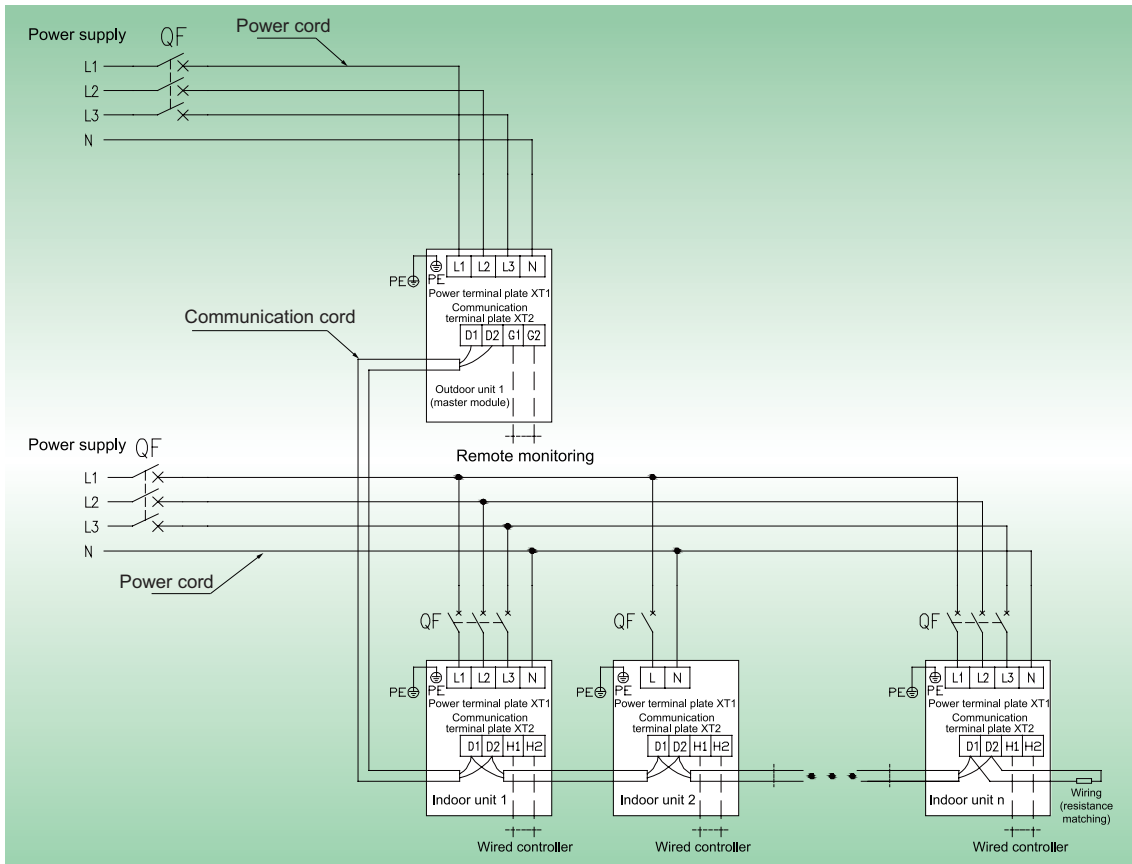 Power supply
QF
Power cord
L1
L2
L3
N
PE
PE
L1 L2 L3 N
Power terminal plate XT1
Communication
terminal plate XT2
D1 D2 G1 G2
Communication cord
Outdoor unit 1
(master module)
Remote monitoring
Power supply
QF
L1
L2
L3
N
Power cord
QF
QF
QF
PE
PE
L1 L2 L3 N
Power terminal plate XT1
Communication
terminal plate XT2
D1 D2 H1 H2
Indoor unit 1
Wired controller
PE
PE
L N
Power terminal plate XT1
Communication
terminal plate XT2
D1 D2 H1 H2
Indoor unit 2
Wired controller
PE
PE
L1 L2 L3 N
Power terminal plate XT1
Communication
terminal plate XT2
D1 D2 H1 H2
Indoor unit n
Wired controller
Wiring
(resistance
matching)